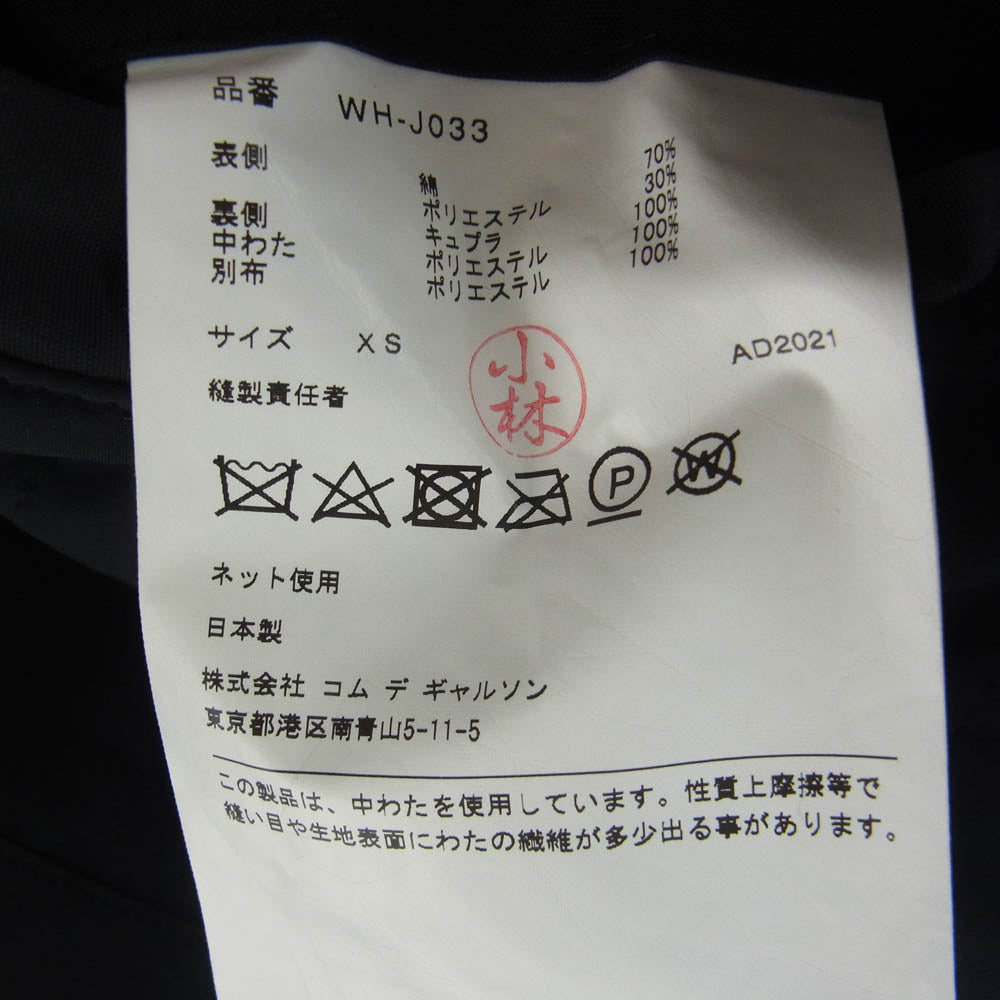 品番 WH-J033
表側 綿 70%
ポリエステル 30%
裏側 キュプラ 100%
中わた ポリエステル 100%
別布 ポリエステル 100%
サイズ XS AD2021
縫製責任者 小林
P W
ネット使用
日本製
株式会社 コム デ ギャルソン
東京都港区南青山5-11-5
この製品は、中わたを使用しています。性質上摩擦等で
縫い目や生地表面にわたの繊維が多少出る事があります。